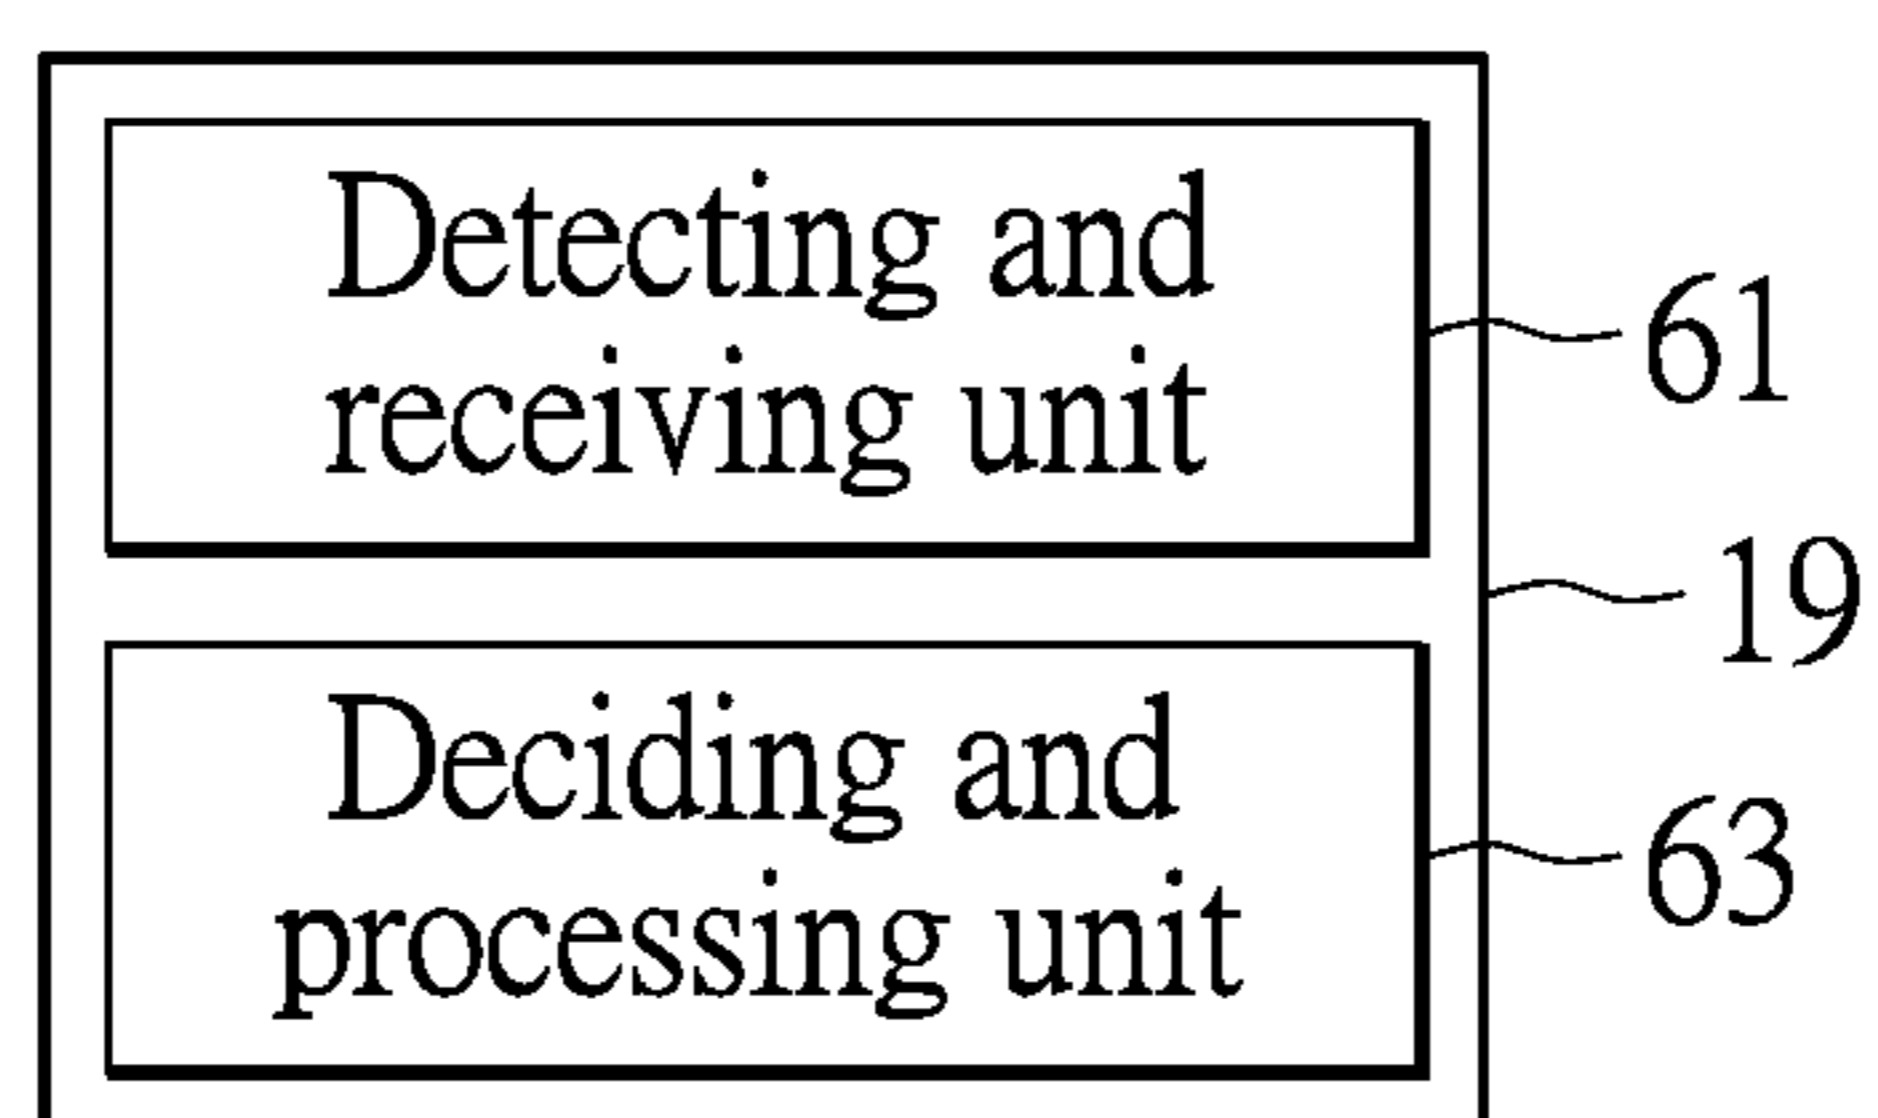 Detecting and
receiving unit
61
19
Deciding and
processing unit
63